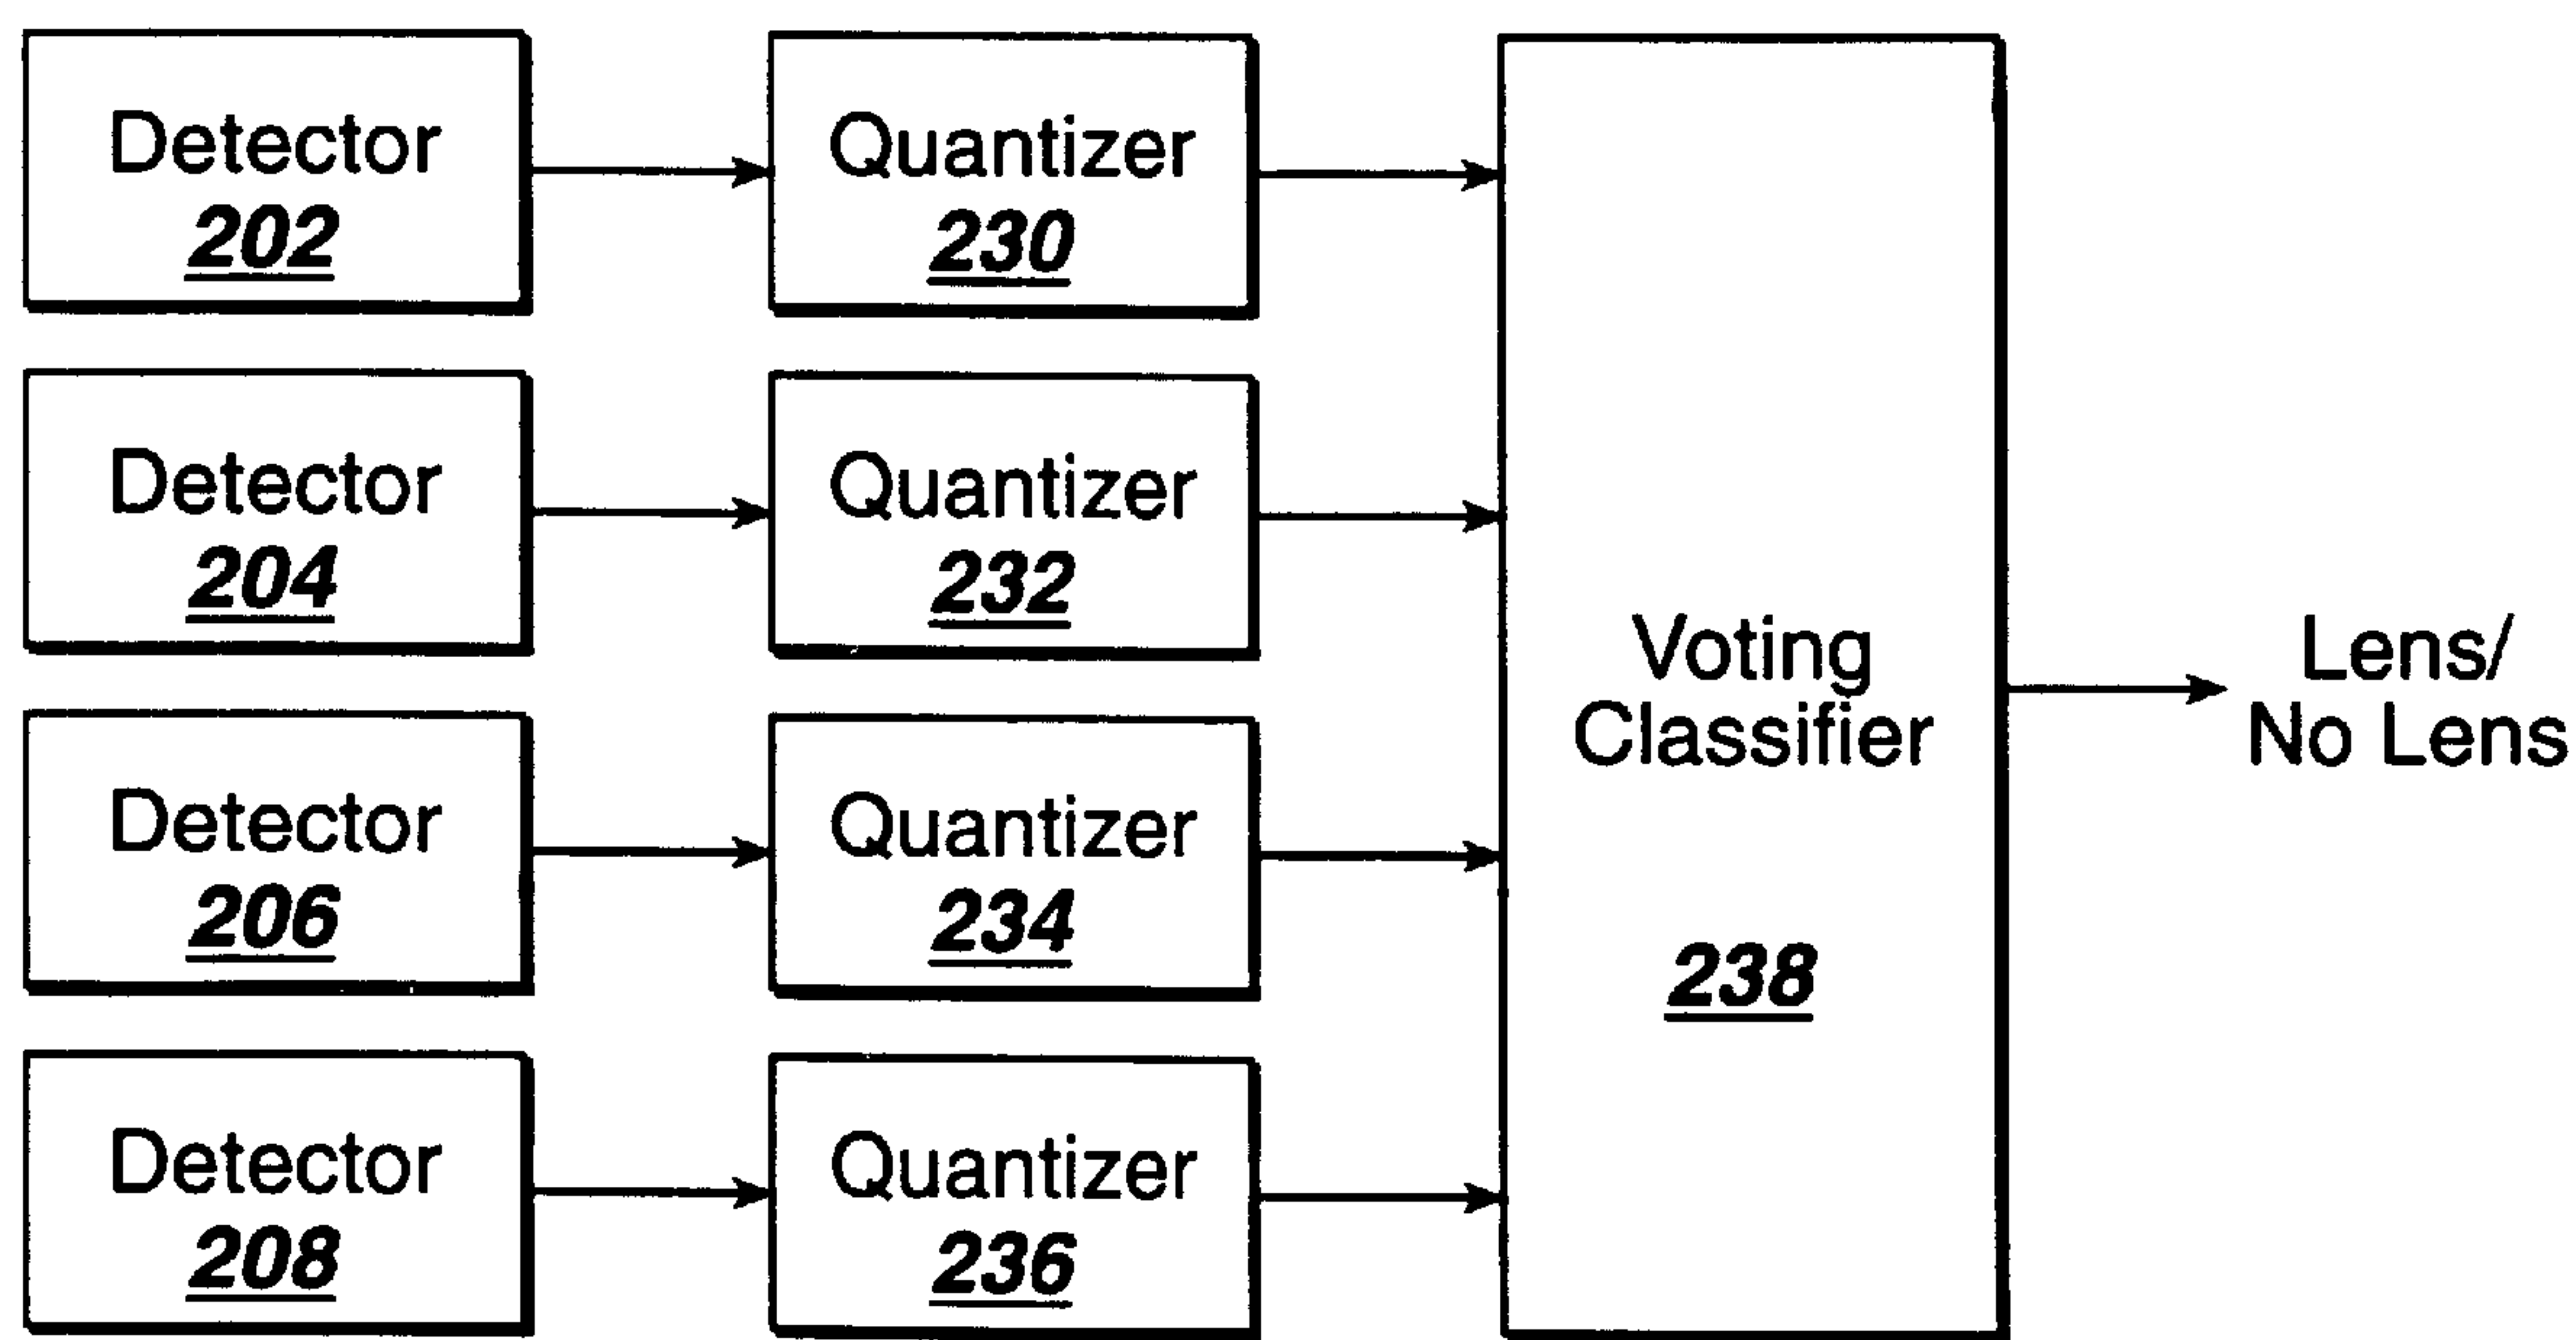 Detector
202
Quantizer
230
Detector
204
Quantizer
232
Detector
206
Quantizer
234
Detector
208
Quantizer
236
Voting
Classifier
238
Lens/
No Lens